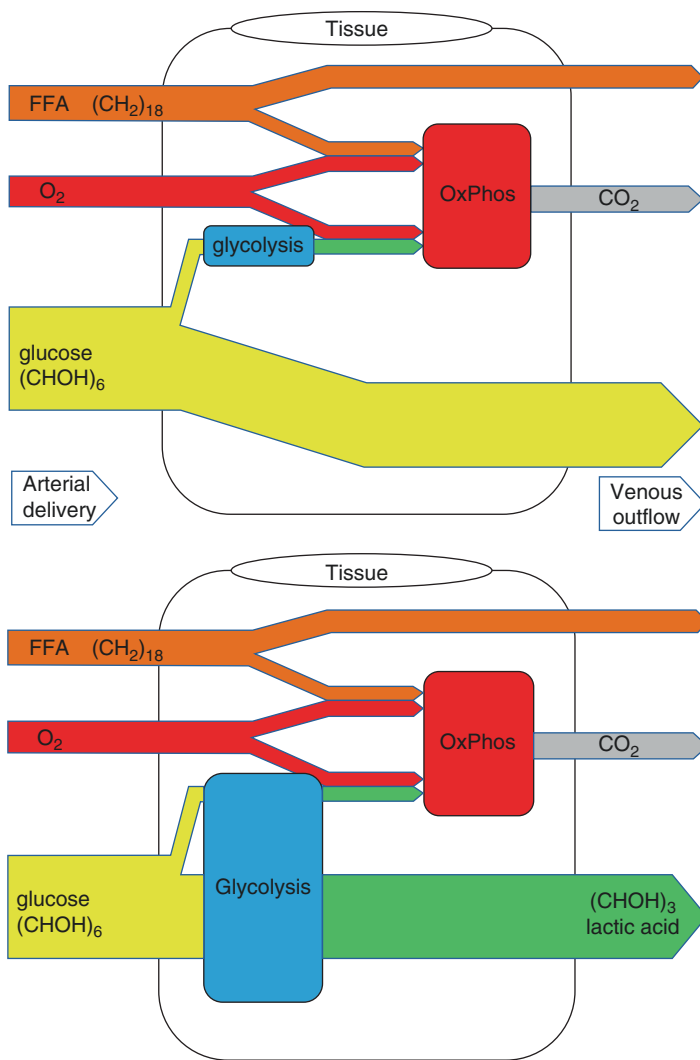 Tissue
FFA (CH₂)₁₈
O₂
OxPhos
CO₂
glycolysis
glucose
(CHOH)₆
Arterial
delivery
Venous
outflow
Tissue
FFA (CH₂)₁₈
O₂
OxPhos
CO₂
Glycolysis
glucose
(CHOH)₆
(CHOH)₃
lactic acid